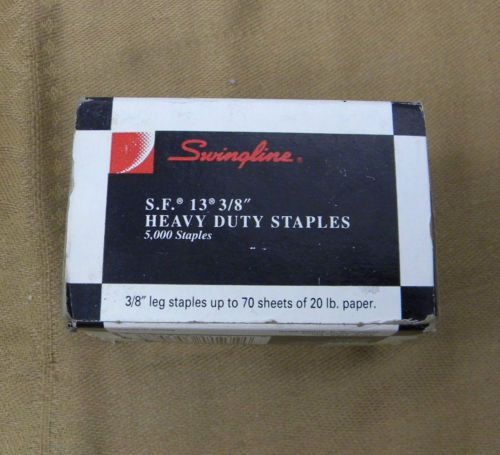 Swingline®
S.F.® 13® 3/8"
HEAVY DUTY STAPLES
5,000 Staples
3/8" leg staples up to 70 sheets of 20 lb. paper.